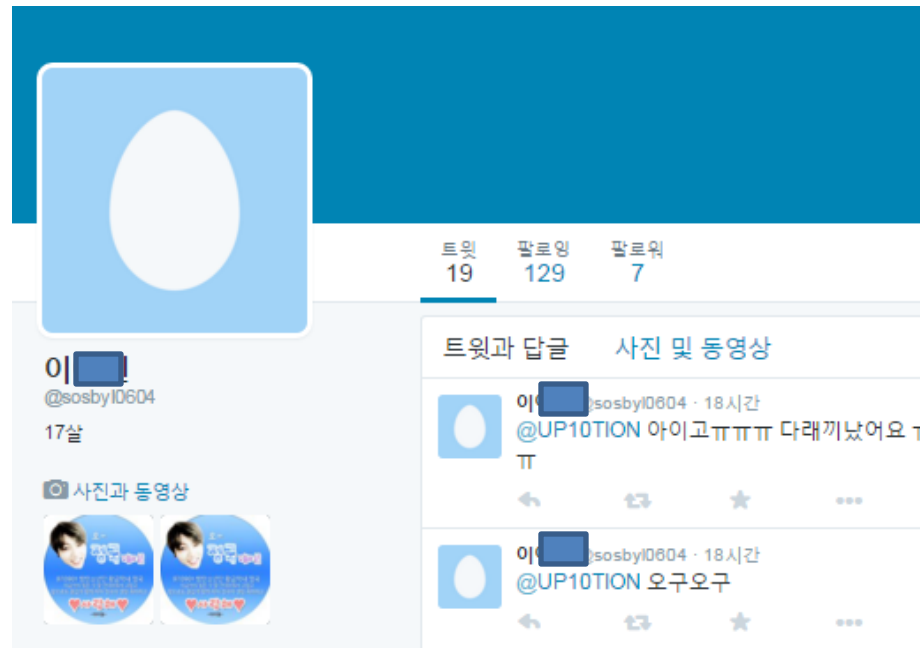 트윗 팔로잉 팔로워
19 129 7
트윗과 답글 사진 및 동영상
이
@sosbyl0604
17살
사진과 동영상
@sosbyl0604 · 18시간
@UP10TION 아이고ㅠㅠㅠ 다래끼났어요
ㅠ
@sosbyl0604 · 18시간
@UP10TION 오구오구